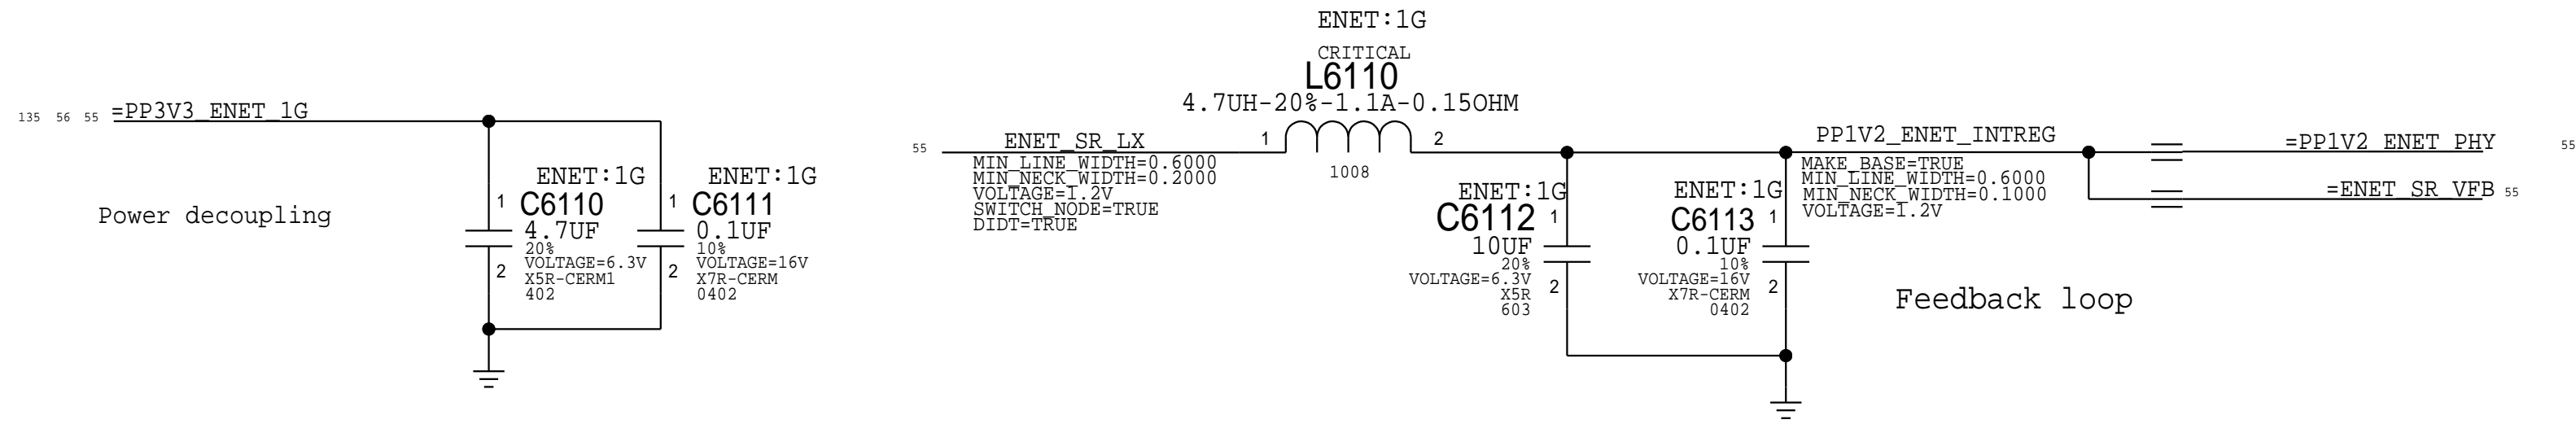 ENET:1G
CRITICAL
L6110
4.7UH-20%-1.1A-0.15OHM
1
2
1008
135 56 55 =PP3V3_ENET_1G
Power decoupling
ENET:1G
1
C6110
4.7UF
20%
VOLTAGE=6.3V
2
X5R-CERM1
402
ENET:1G
1
C6111
0.1UF
10%
VOLTAGE=16V
2
X7R-CERM
0402
55
ENET_SR_LX
MIN_LINE_WIDTH=0.6000
MIN_NECK_WIDTH=0.2000
VOLTAGE=1.2V
SWITCH_NODE=TRUE
DIDT=TRUE
ENET:1G
C6112
1
10UF
20%
VOLTAGE=6.3V
2
X5R
603
ENET:1G
C6113
1
0.1UF
10%
VOLTAGE=16V
2
X7R-CERM
0402
PP1V2_ENET_INTREG
MAKE_BASE=TRUE
MIN_LINE_WIDTH=0.6000
MIN_NECK_WIDTH=0.1000
VOLTAGE=1.2V
=PP1V2_ENET_PHY 55
=ENET_SR_VFB 55
Feedback loop